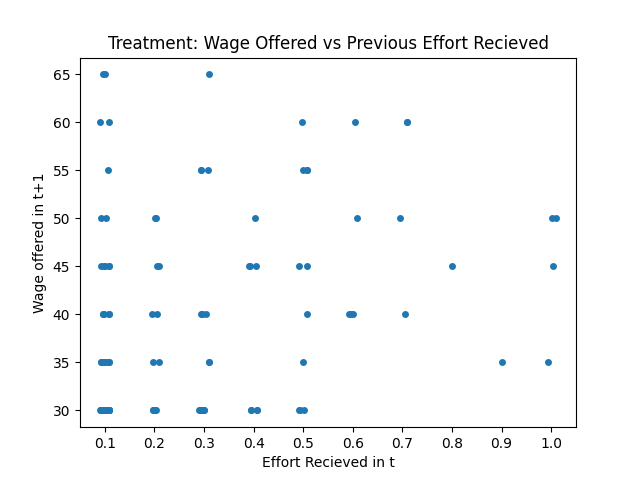 Treatment: Wage Offered vs Previous Effort Recieved
Wage offered in t+1
65
60
55
50
45
40
35
30
0.1 0.2 0.3 0.4 0.5 0.6 0.7 0.8 0.9 1.0
Effort Recieved in t